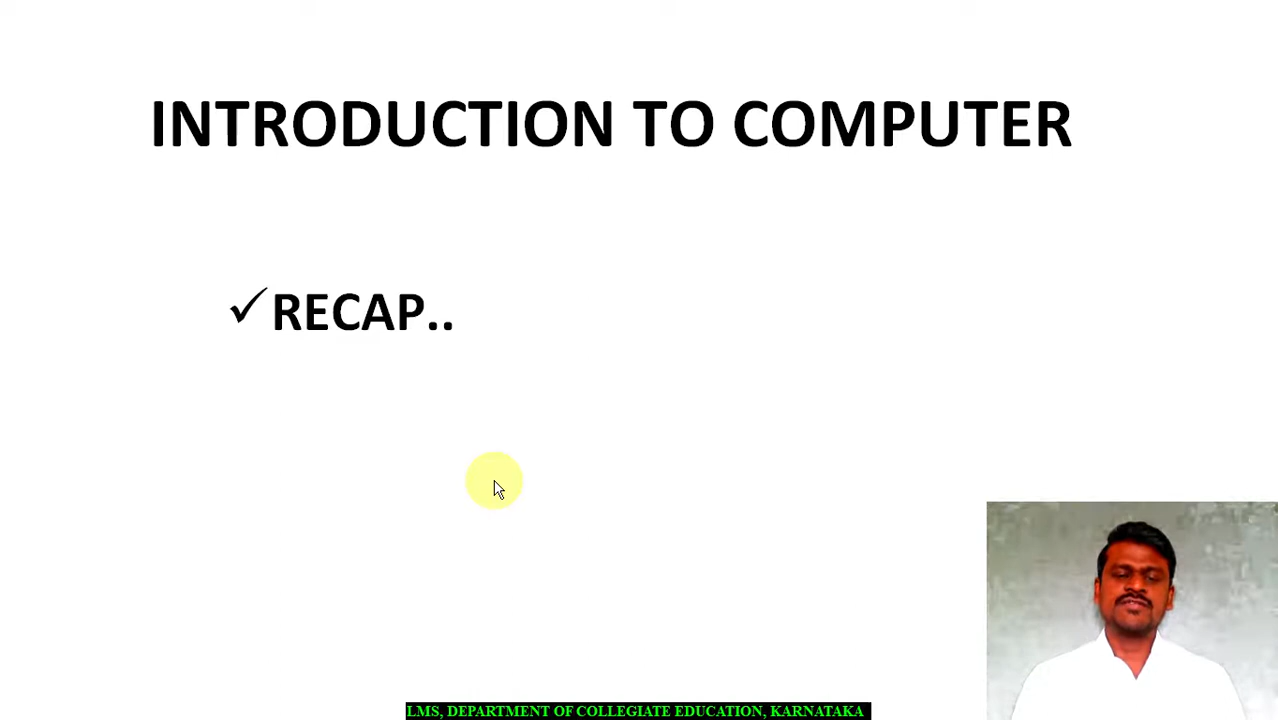 INTRODUCTION TO COMPUTER
✓RECAP..
LMS, DEPARTMENT OF COLLEGIATE EDUCATION, KARNATAKA